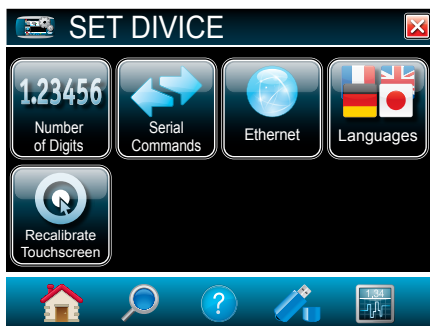 SET DIVICE
1.23456
Number
of Digits
Serial
Commands
Ethernet
Languages
Recalibrate
Touchscreen
?
1.34